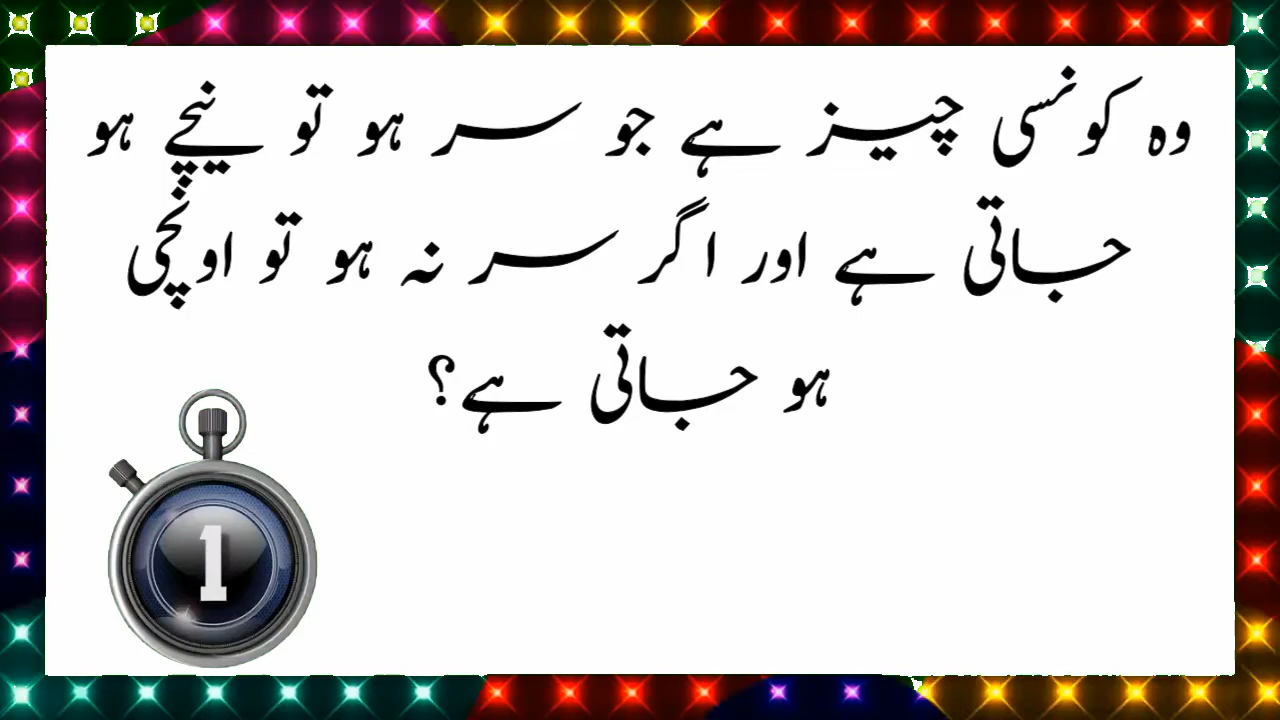 وہ کونسی چیز ہے جو سر ہو تو نیچے ہو
جاتی ہے اور اگر سر نہ ہو تو اونچی
ہو جاتی ہے؟
1